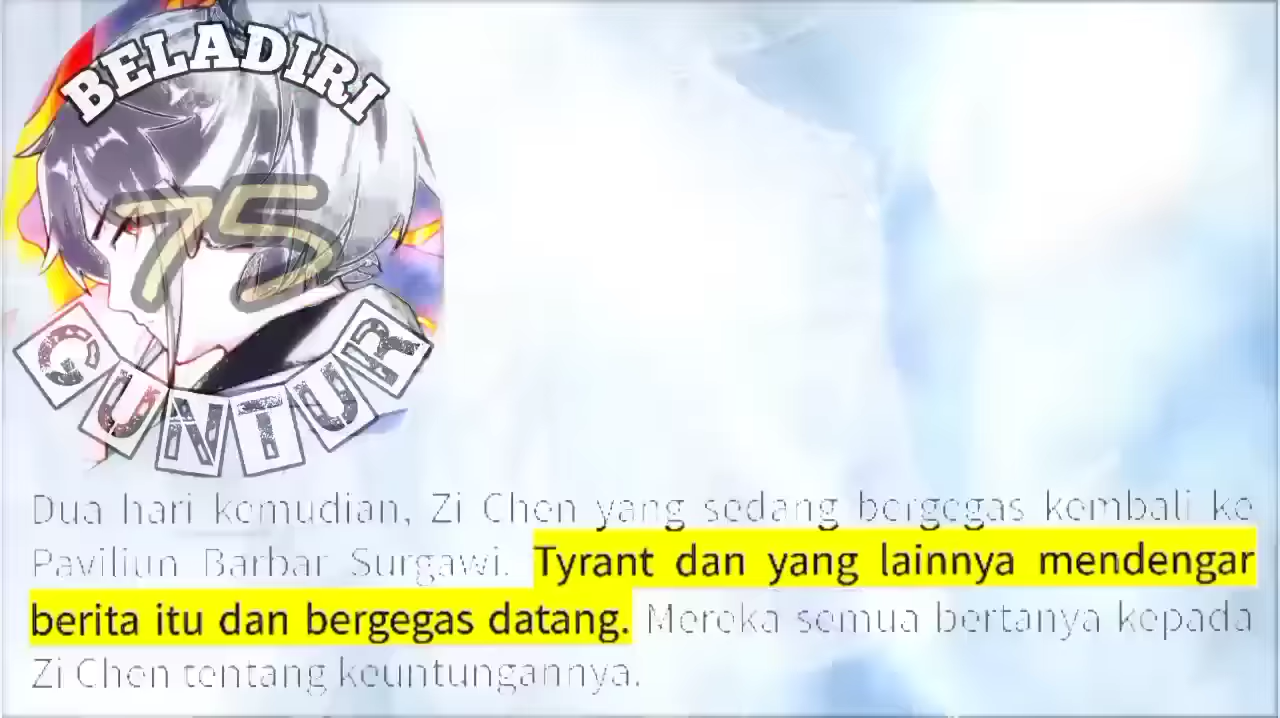 BELADIRI
75
GUNTUR
Dua hari kemudian, Zi Chen yang sedang bergegas kembali ke
Paviliun Barbar Surgawi. Tyrant dan yang lainnya mendengar
berita itu dan bergegas datang. Mereka semua bertanya kepada
Zi Chen tentang keuntungannya.